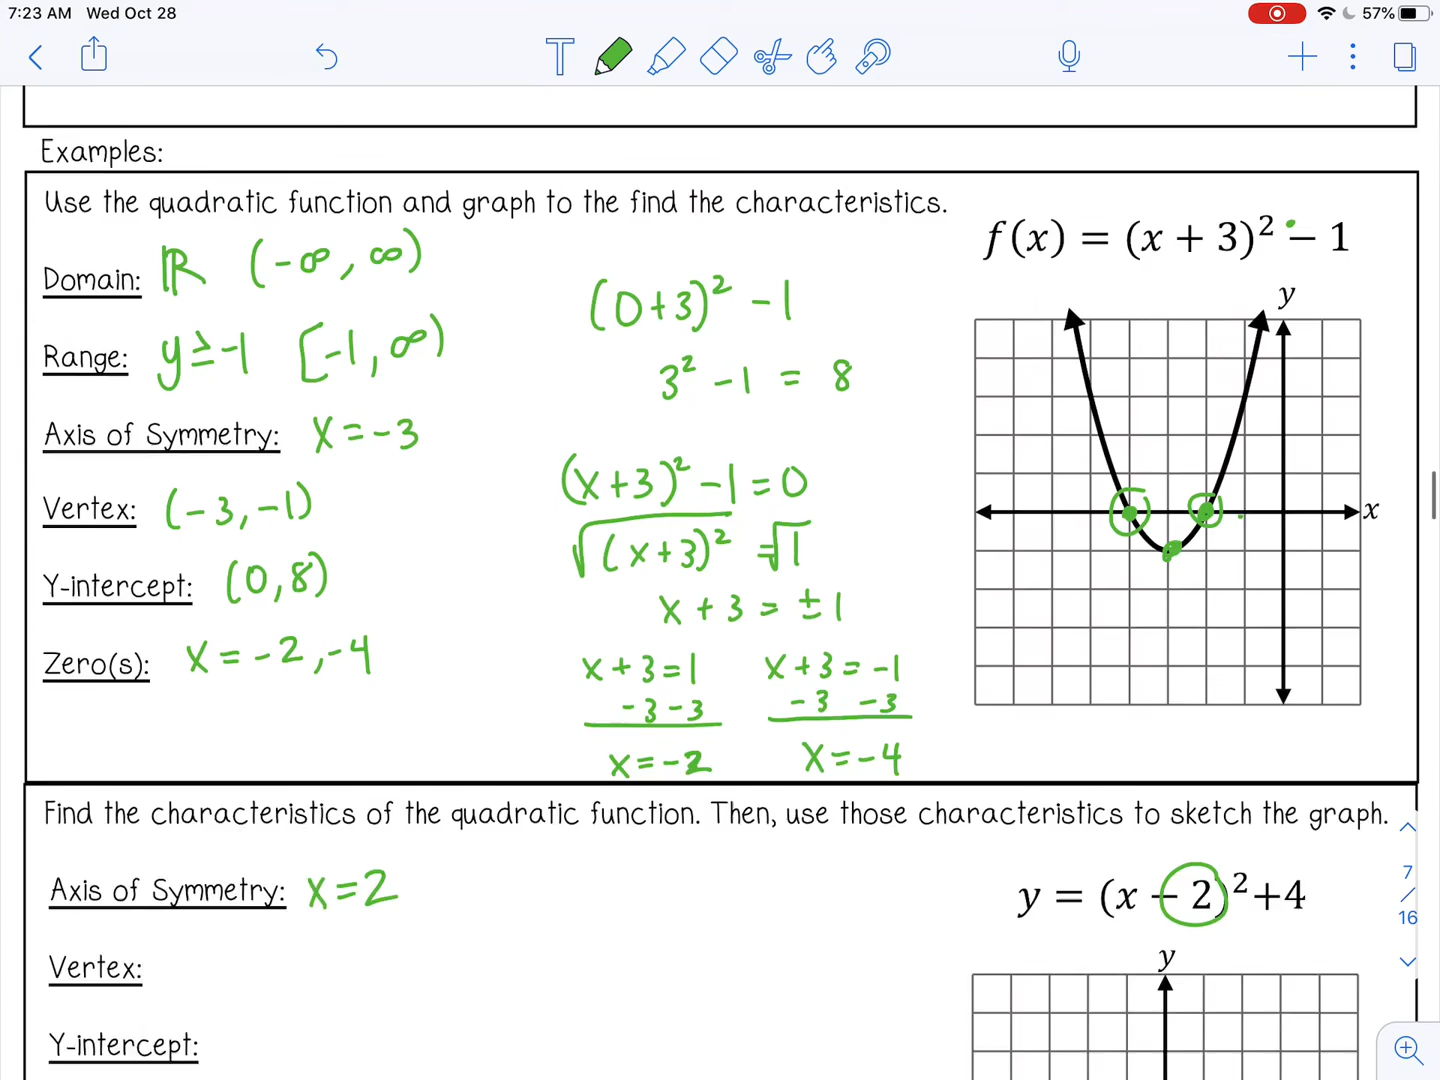 7:23 AM Wed Oct 28
57%
Examples:
Use the quadratic function and graph to the find the characteristics.
f(x) = (x + 3)² − 1
Domain: ℝ (-∞, ∞)
Range: y ≥ -1 [-1, ∞)
Axis of Symmetry: x = -3
Vertex: (-3, -1)
Y-intercept: (0, 8)
Zero(s): x = -2, -4
(0+3)² - 1
3² - 1 = 8
(x+3)² - 1 = 0
√(x+3)² = √1
x + 3 = ± 1
x + 3 = 1
-3 -3
x = -2
x + 3 = -1
-3 -3
x = -4
y
x
Find the characteristics of the quadratic function. Then, use those characteristics to sketch the graph.
Axis of Symmetry: x = 2
y = (x − 2)² +4
Vertex:
Y-intercept:
y
7
/
16